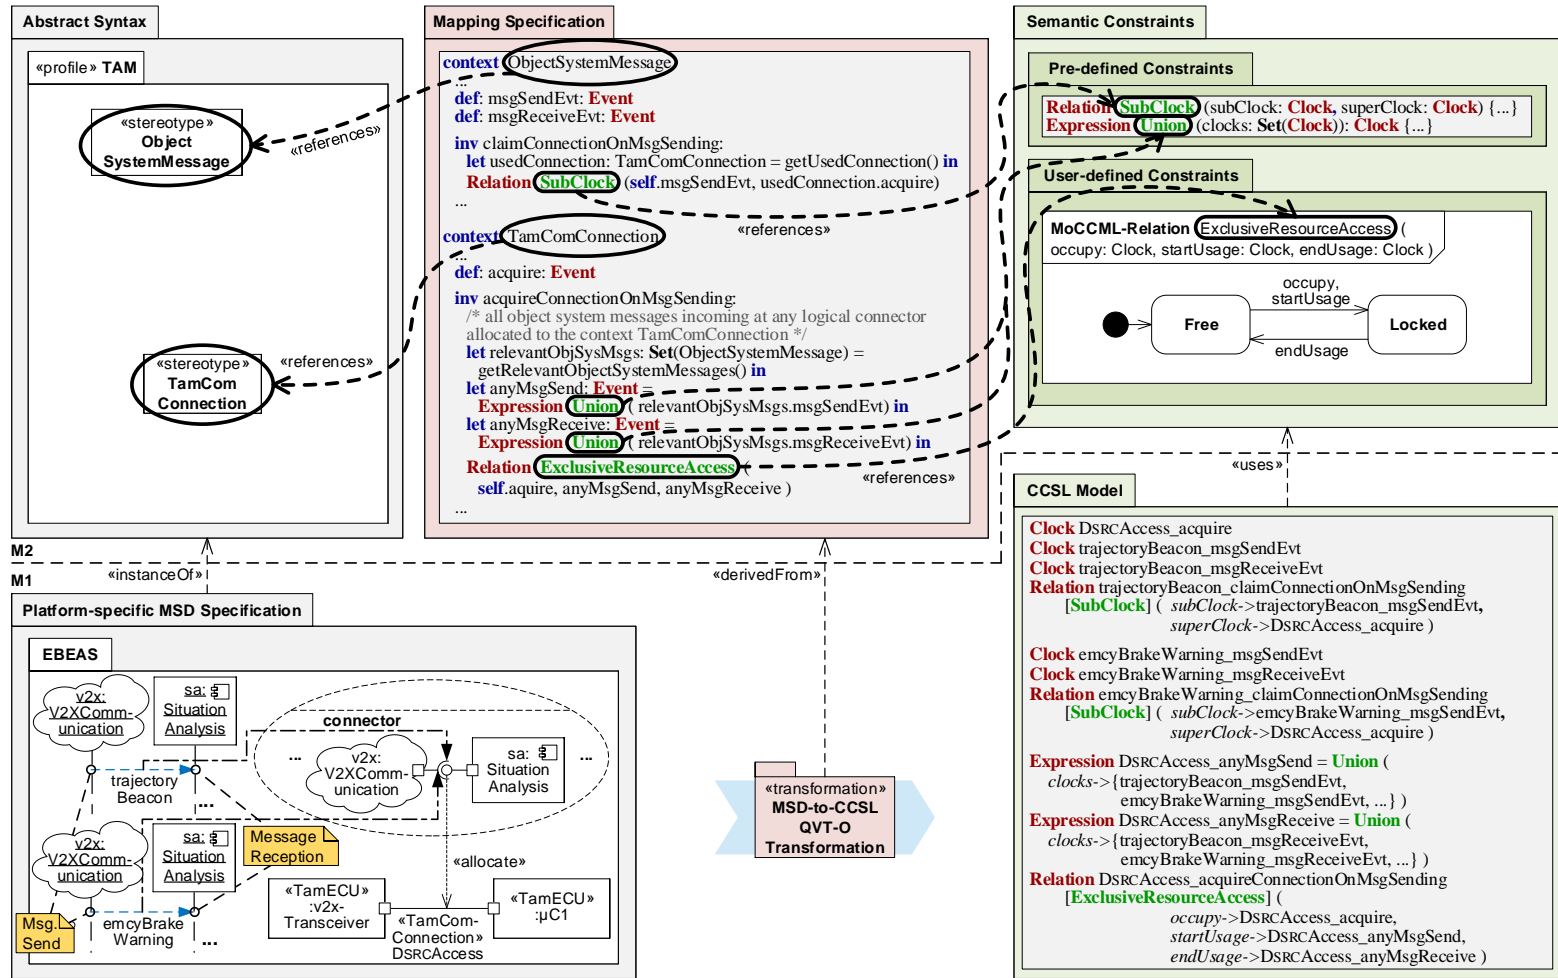 Abstract Syntax
«profile» TAM
«stereotype»
Object
SystemMessage
«references»
«stereotype»
TamCom
Connection
«references»
Mapping Specification
context ObjectSystemMessage
...
def: msgSendEvt: Event
def: msgReceiveEvt: Event
inv claimConnectionOnMsgSending:
let usedConnection: TamComConnection = getUsedConnection() in
Relation SubClock (self.msgSendEvt, usedConnection.acquire)
...
«references»
context TamComConnection
...
def: acquire: Event
inv acquireConnectionOnMsgSending:
/* all object system messages incoming at any logical connector
allocated to the context TamComConnection */
let relevantObjSysMsgs: Set(ObjectSystemMessage) =
getRelevantObjectSystemMessages() in
let anyMsgSend: Event =
Expression Union ( relevantObjSysMsgs.msgSendEvt) in
let anyMsgReceive: Event =
Expression Union ( relevantObjSysMsgs.msgReceiveEvt) in
Relation ExclusiveResourceAccess (
self.aquire, anyMsgSend, anyMsgReceive )
...
«references»
Semantic Constraints
Pre-defined Constraints
Relation SubClock (subClock: Clock, superClock: Clock) {...}
Expression Union (clocks: Set(Clock)): Clock {...}
User-defined Constraints
MoCCML-Relation ExclusiveResourceAccess (
occupy: Clock, startUsage: Clock, endUsage: Clock )
occupy,
startUsage
Free
Locked
endUsage
«uses»
M2
M1
«instanceOf»
«derivedFrom»
Platform-specific MSD Specification
EBEAS
v2x:
V2XComm-
unication
sa:
Situation
Analysis
trajectory
Beacon
...
v2x:
V2XComm-
unication
sa:
Situation
Analysis
Message
Reception
Msg.
Send
emcyBrake
Warning
...
connector
...
v2x:
V2XComm-
unication
sa:
Situation
Analysis
...
«allocate»
«TamECU»
:v2x-
Transceiver
«TamCom-
Connection»
DSRCAccess
«TamECU»
:µC1
«transformation»
MSD-to-CCSL
QVT-O
Transformation
CCSL Model
Clock DSRCAccess_acquire
Clock trajectoryBeacon_msgSendEvt
Clock trajectoryBeacon_msgReceiveEvt
Relation trajectoryBeacon_claimConnectionOnMsgSending
[SubClock] ( subClock->trajectoryBeacon_msgSendEvt,
superClock->DSRCAccess_acquire )
Clock emcyBrakeWarning_msgSendEvt
Clock emcyBrakeWarning_msgReceiveEvt
Relation emcyBrakeWarning_claimConnectionOnMsgSending
[SubClock] ( subClock->emcyBrakeWarning_msgSendEvt,
superClock->DSRCAccess_acquire )
Expression DSRCAccess_anyMsgSend = Union (
clocks->{trajectoryBeacon_msgSendEvt,
emcyBrakeWarning_msgSendEvt, ...} )
Expression DSRCAccess_anyMsgReceive = Union (
clocks->{trajectoryBeacon_msgReceiveEvt,
emcyBrakeWarning_msgReceiveEvt, ...} )
Relation DSRCAccess_acquireConnectionOnMsgSending
[ExclusiveResourceAccess] (
occupy->DSRCAccess_acquire,
startUsage->DSRCAccess_anyMsgSend,
endUsage->DSRCAccess_anyMsgReceive )